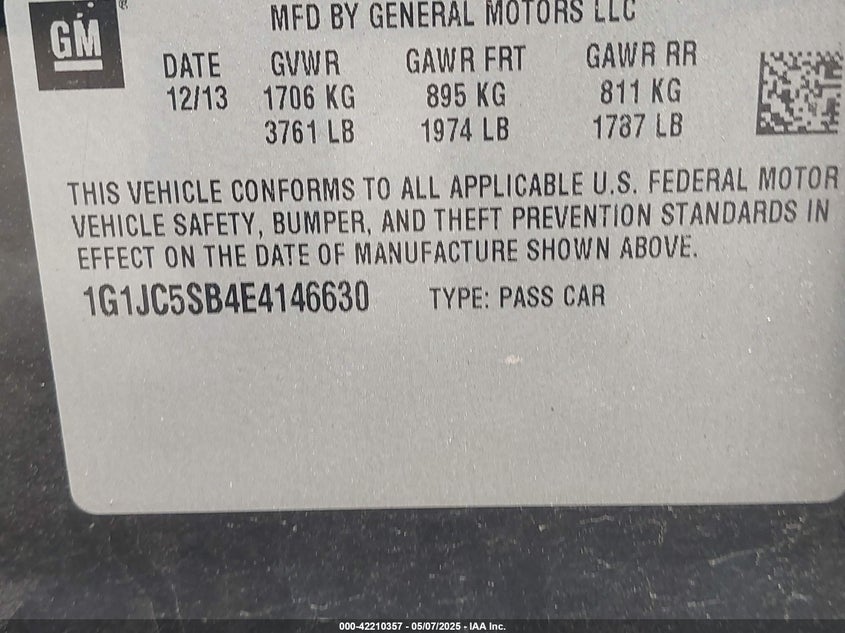 GM ®
MFD BY GENERAL MOTORS LLC
DATE GVWR GAWR FRT GAWR RR
12/13 1706 KG 895 KG 811 KG
3761 LB 1974 LB 1787 LB
THIS VEHICLE CONFORMS TO ALL APPLICABLE U.S. FEDERAL MOTOR
VEHICLE SAFETY, BUMPER, AND THEFT PREVENTION STANDARDS IN
EFFECT ON THE DATE OF MANUFACTURE SHOWN ABOVE.
1G1JC5SB4E4146630 TYPE: PASS CAR
000-42210357 - 05/07/2025 - IAA Inc.